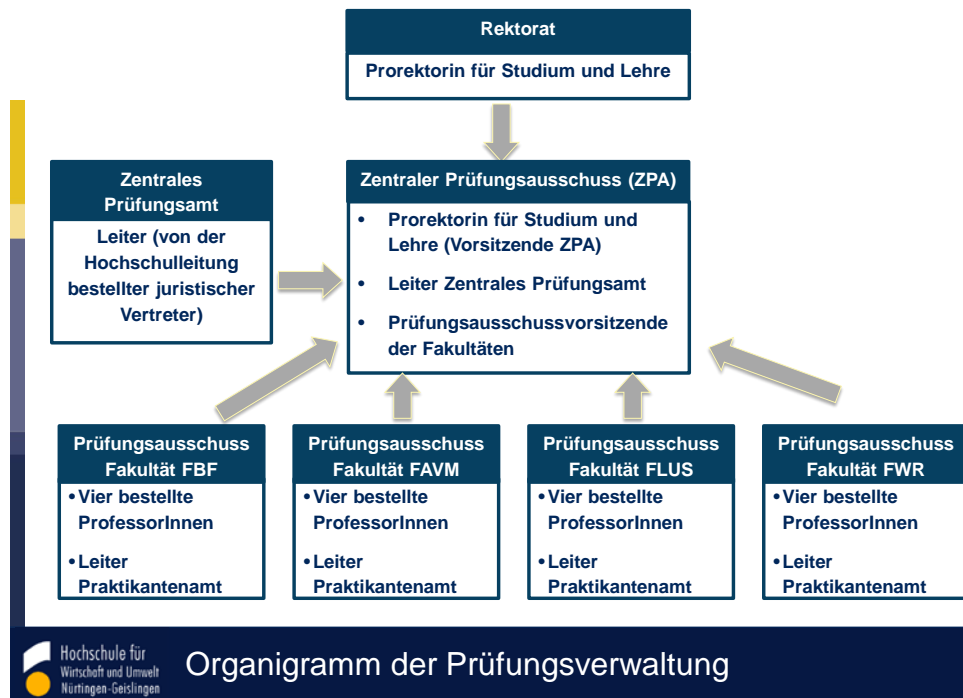 Rektorat
Prorektorin für Studium und Lehre
Zentrales
Prüfungsamt
Leiter (von der
Hochschulleitung
bestellter juristischer
Vertreter)
Zentraler Prüfungsausschuss (ZPA)
• Prorektorin für Studium und
Lehre (Vorsitzende ZPA)
• Leiter Zentrales Prüfungsamt
• Prüfungsausschussvorsitzende
der Fakultäten
Prüfungsausschuss
Fakultät FBF
• Vier bestellte
ProfessorInnen
• Leiter
Praktikantenamt
Prüfungsausschuss
Fakultät FAVM
• Vier bestellte
ProfessorInnen
• Leiter
Praktikantenamt
Prüfungsausschuss
Fakultät FLUS
• Vier bestellte
ProfessorInnen
• Leiter
Praktikantenamt
Prüfungsausschuss
Fakultät FWR
• Vier bestellte
ProfessorInnen
• Leiter
Praktikantenamt
Hochschule für
Wirtschaft und Umwelt
Nürtingen-Geislingen
Organigramm der Prüfungsverwaltung